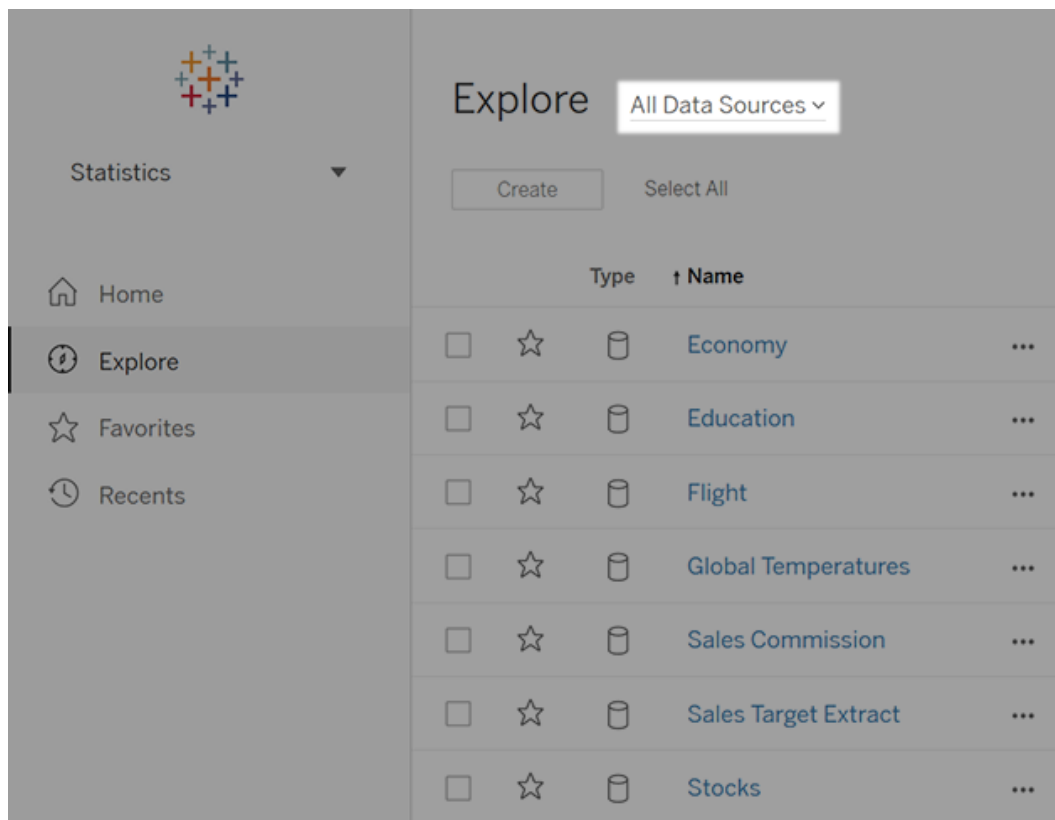 Explore All Data Sources
Statistics
Create Select All
Type ↑ Name
Home
Economy
Explore
Education
Favorites
Flight
Recents
Global Temperatures
Sales Commission
Sales Target Extract
Stocks